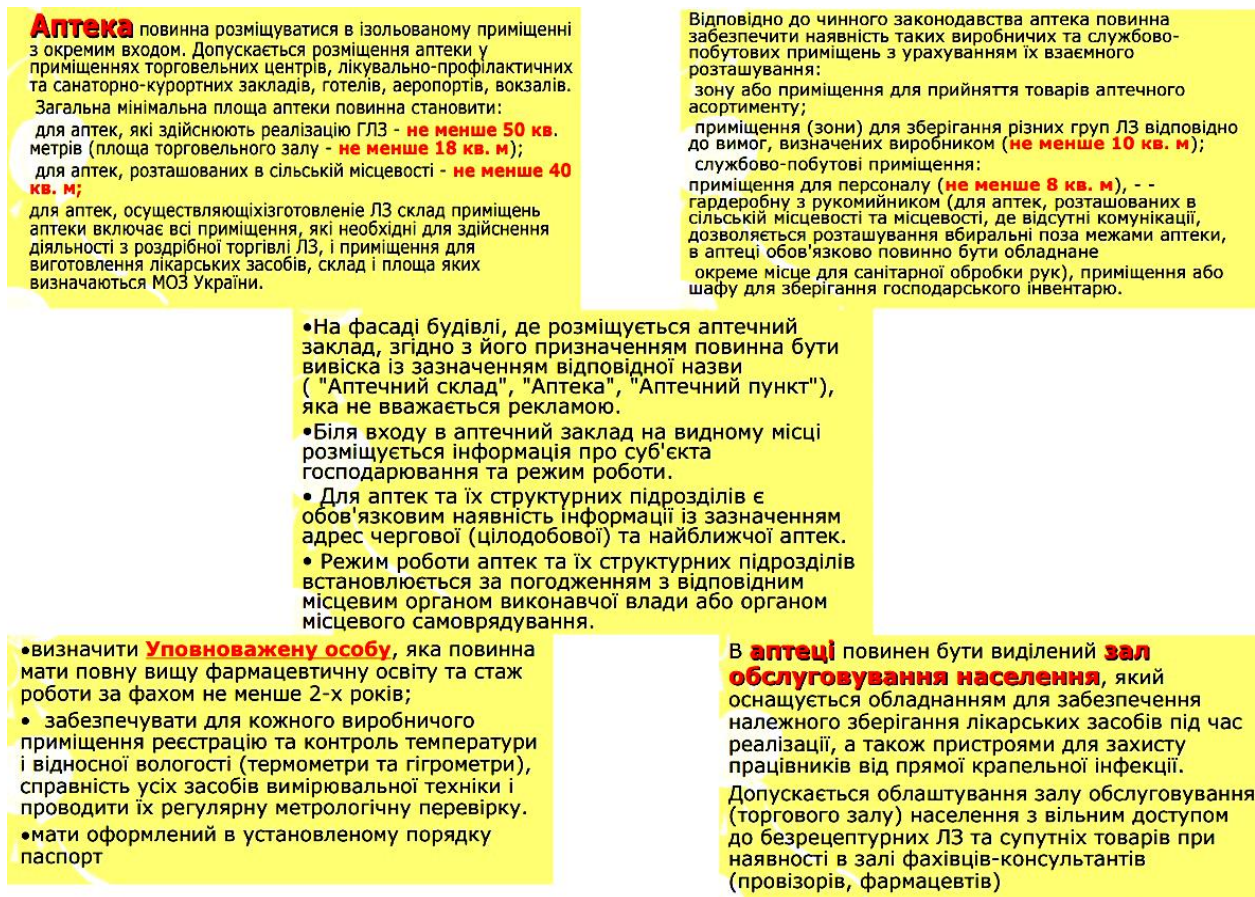 Аптека повинна розміщуватися в ізольованому приміщенні
з окремим входом. Допускається розміщення аптеки у
приміщеннях торговельних центрів, лікувально-профілактичних
та санаторно-курортних закладів, готелів, аеропортів, вокзалів.
Загальна мінімальна площа аптеки повинна становити:
для аптек, які здійснюють реалізацію ГЛЗ - не менше 50 кв.
метрів (площа торговельного залу - не менше 18 кв. м);
для аптек, розташованих в сільській місцевості - не менше 40
кв. м;
для аптек, осуществляющіхізготовленіе ЛЗ склад приміщень
аптеки включає всі приміщення, які необхідні для здійснення
діяльності з роздрібної торгівлі ЛЗ, і приміщення для
виготовлення лікарських засобів, склад і площа яких
визначаються МОЗ України.
Відповідно до чинного законодавства аптека повинна
забезпечити наявність таких виробничих та службово-
побутових приміщень з урахуванням їх взаємного
розташування:
зону або приміщення для прийняття товарів аптечного
асортименту;
приміщення (зони) для зберігання різних груп ЛЗ відповідно
до вимог, визначених виробником (не менше 10 кв. м);
службово-побутові приміщення:
приміщення для персоналу (не менше 8 кв. м), - -
гардеробну з рукомийником (для аптек, розташованих в
сільській місцевості та місцевості, де відсутні комунікації,
дозволяється розташування вбиральні поза межами аптеки,
в аптеці обов'язково повинно бути обладнане
окреме місце для санітарної обробки рук), приміщення або
шафу для зберігання господарського інвентарю.
•На фасаді будівлі, де розміщується аптечний
заклад, згідно з його призначенням повинна бути
вивіска із зазначенням відповідної назви
( "Аптечний склад", "Аптека", "Аптечний пункт"),
яка не вважається рекламою.
•Біля входу в аптечний заклад на видному місці
розміщується інформація про суб'єкта
господарювання та режим роботи.
• Для аптек та їх структурних підрозділів є
обов'язковим наявність інформації із зазначенням
адрес чергової (цілодобової) та найближчої аптек.
• Режим роботи аптек та їх структурних підрозділів
встановлюється за погодженням з відповідним
місцевим органом виконавчої влади або органом
місцевого самоврядування.
•визначити Уповноважену особу, яка повинна
мати повну вищу фармацевтичну освіту та стаж
роботи за фахом не менше 2-х років;
• забезпечувати для кожного виробничого
приміщення реєстрацію та контроль температури
і відносної вологості (термометри та гігрометри),
справність усіх засобів вимірювальної техніки і
проводити їх регулярну метрологічну перевірку.
•мати оформлений в установленому порядку
паспорт
В аптеці повинен бути виділений зал
обслуговування населення, який
оснащується обладнанням для забезпечення
належного зберігання лікарських засобів під час
реалізації, а також пристроями для захисту
працівників від прямої крапельної інфекції.
Допускається облаштування залу обслуговування
(торгового залу) населення з вільним доступом
до безрецептурних ЛЗ та супутніх товарів при
наявності в залі фахівців-консультантів
(провізорів, фармацевтів)